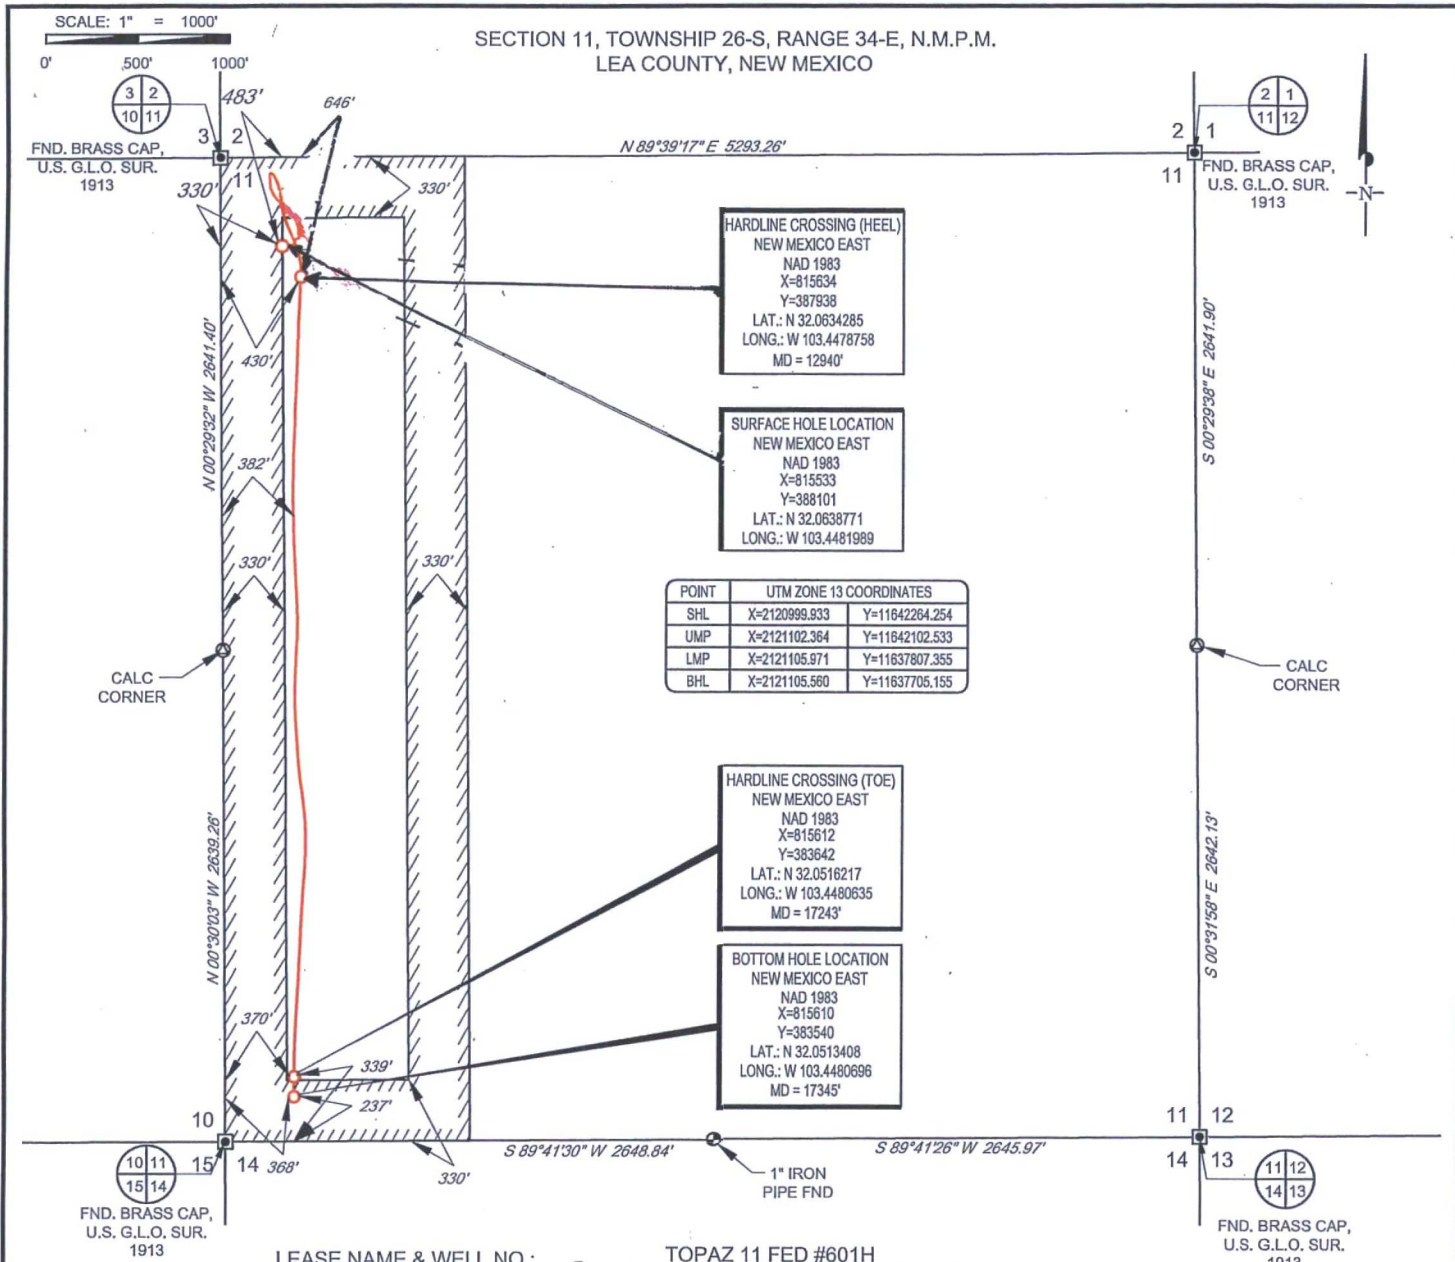 SCALE: 1" = 1000'
0' 500' 1000'
SECTION 11, TOWNSHIP 26-S, RANGE 34-E, N.M.P.M.
LEA COUNTY, NEW MEXICO
3 2
10 11
483'
646'
3 2
11
FND. BRASS CAP,
U.S. G.L.O. SUR.
1913
N 89°39'17" E 5293.26'
2 1
11 12
2 1
11
FND. BRASS CAP,
U.S. G.L.O. SUR.
1913
N
330'
330'
HARDLINE CROSSING (HEEL)
NEW MEXICO EAST
NAD 1983
X=815634
Y=387938
LAT.: N 32.0634285
LONG.: W 103.4478758
MD = 12940'
430'
N 00°29'32" W 2641.40'
S 00°29'38" E 2641.90'
SURFACE HOLE LOCATION
NEW MEXICO EAST
NAD 1983
X=815533
Y=388101
LAT.: N 32.0638771
LONG.: W 103.4481989
382'
330'
330'
POINT UTM ZONE 13 COORDINATES
SHL X=2120999.933 Y=11642264.254
UMP X=2121102.364 Y=11642102.533
LMP X=2121105.971 Y=11637807.355
BHL X=2121105.560 Y=11637705.155
CALC
CORNER
CALC
CORNER
HARDLINE CROSSING (TOE)
NEW MEXICO EAST
NAD 1983
X=815612
Y=383642
LAT.: N 32.0516217
LONG.: W 103.4480635
MD = 17243'
N 00°30'03" W 2639.26'
S 00°31'58" E 2642.13'
BOTTOM HOLE LOCATION
NEW MEXICO EAST
NAD 1983
X=815610
Y=383540
LAT.: N 32.0513408
LONG.: W 103.4480696
MD = 17345'
370'
339'
237'
10
15 14
368'
330'
10 11
15 14
FND. BRASS CAP,
U.S. G.L.O. SUR.
1913
S 89°41'30" W 2648.84'
1" IRON
PIPE FND
S 89°41'26" W 2645.97'
11 12
14 13
11 12
14 13
FND. BRASS CAP,
U.S. G.L.O. SUR.
1913
LEASE NAME & WELL NO.: TOPAZ 11 FED #601H